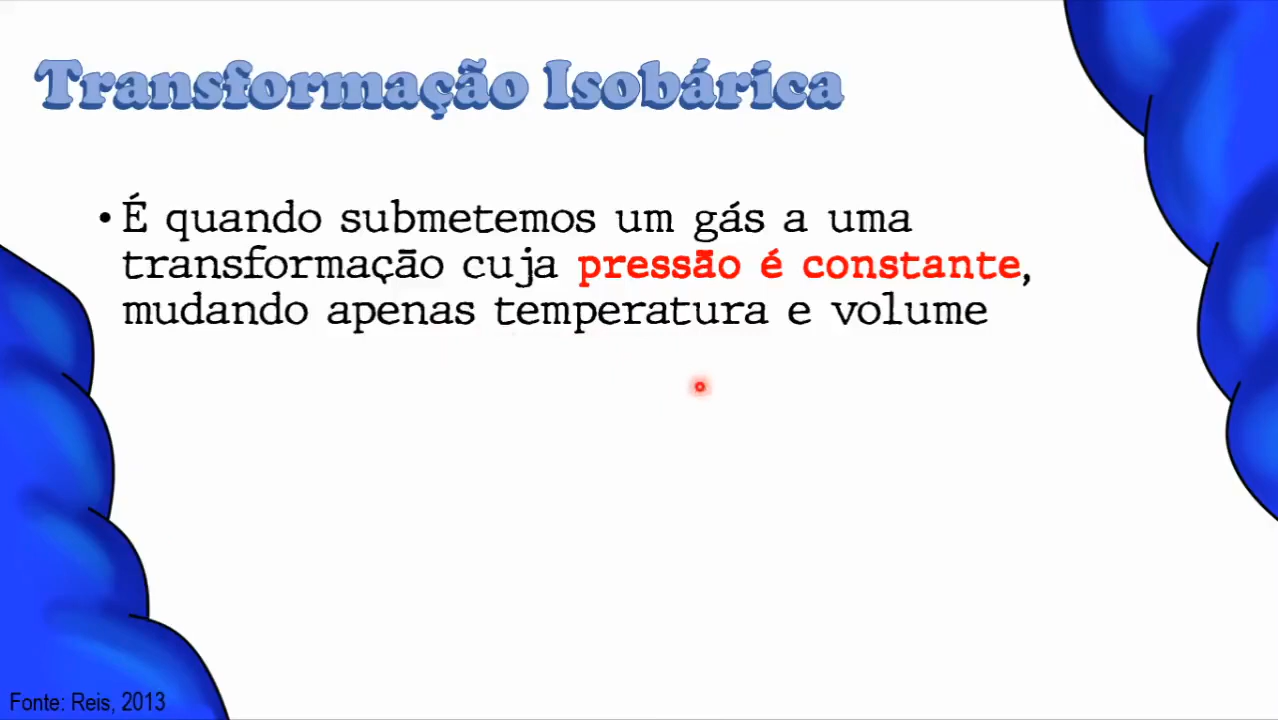 Transformação Isobárica
• É quando submetemos um gás a uma
transformação cuja pressão é constante,
mudando apenas temperatura e volume
Fonte: Reis, 2013